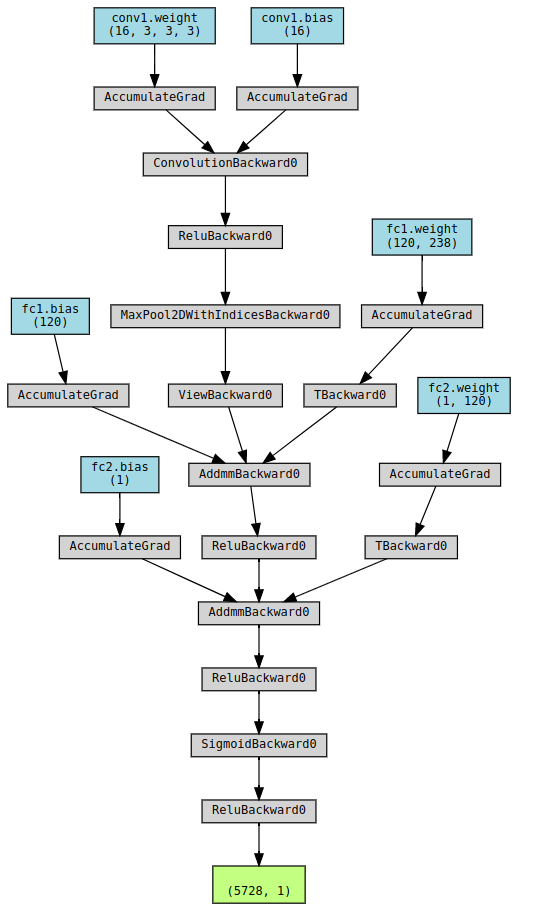 conv1.weight
(16, 3, 3, 3)
conv1.bias
(16)
AccumulateGrad
AccumulateGrad
ConvolutionBackward0
ReluBackward0
fc1.weight
(120, 238)
fc1.bias
(120)
MaxPool2DWithIndicesBackward0
AccumulateGrad
AccumulateGrad
ViewBackward0
TBackward0
fc2.weight
(1, 120)
fc2.bias
(1)
AddmmBackward0
AccumulateGrad
AccumulateGrad
ReluBackward0
TBackward0
AddmmBackward0
ReluBackward0
SigmoidBackward0
ReluBackward0
(5728, 1)